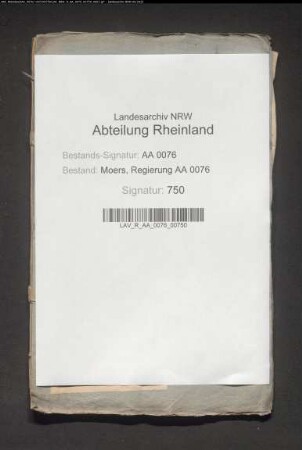 Landesarchiv NRW
Abteilung Rheinland
Bestands-Signatur: AA 0076
Bestand: Moers, Regierung AA 0076
Signatur: 750
LAV_R_AA_0076_00750